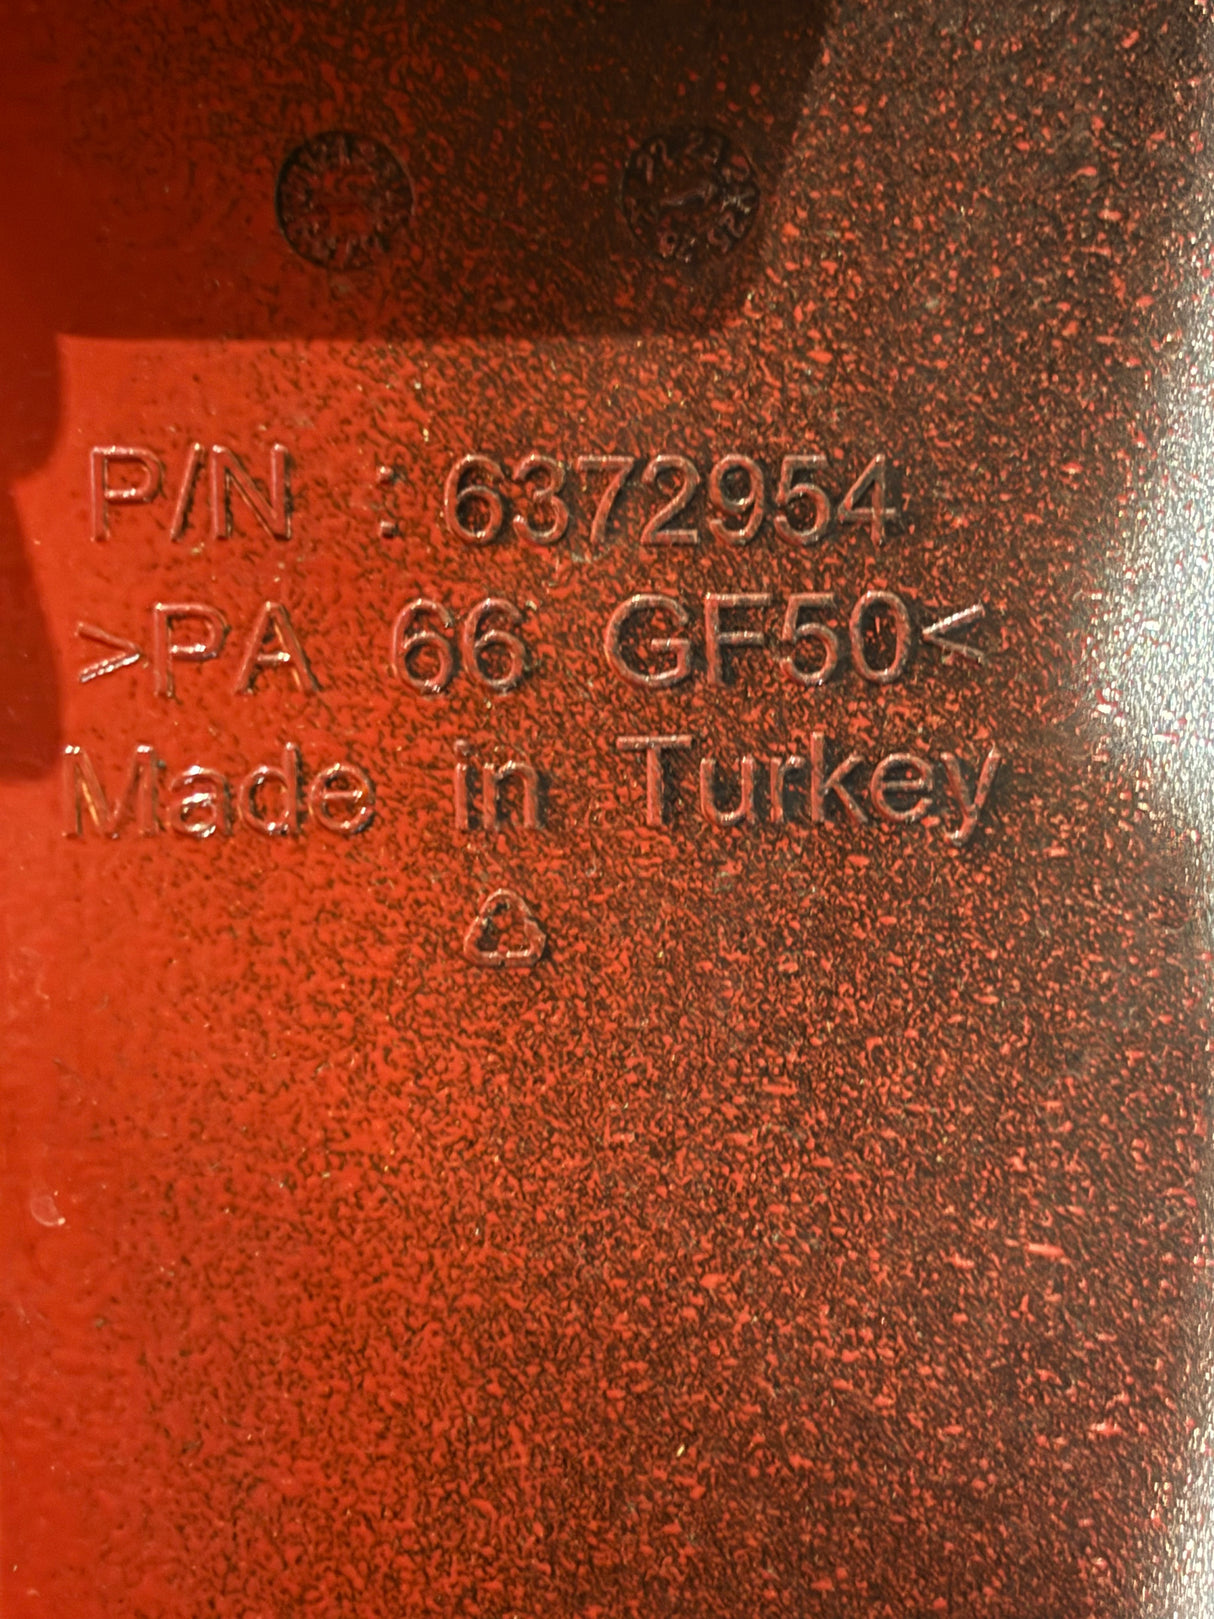 P/N : 6372954
>PA 66 GF50<
Made in Turkey